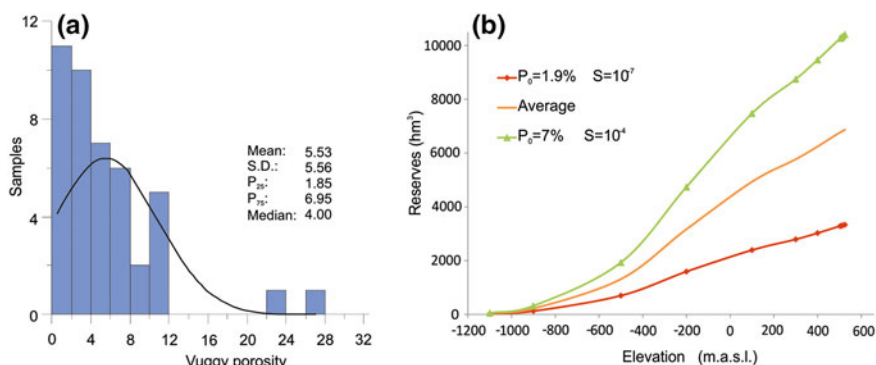 (a)
12
8
4
0
Samples
Mean: 5.53
S.D.: 5.56
P25: 1.85
P75: 6.95
Median: 4.00
0 4 8 12 16 20 24 28 32
Vuggy porosity
(b)
10000
8000
6000
4000
2000
0
Reserves (hm³)
P₀=1.9% S=10⁻⁷
Average
P₀=7% S=10⁻⁴
-1200 -1000 -800 -600 -400 -200 0 200 400
Elevation (m.a.s.l.)